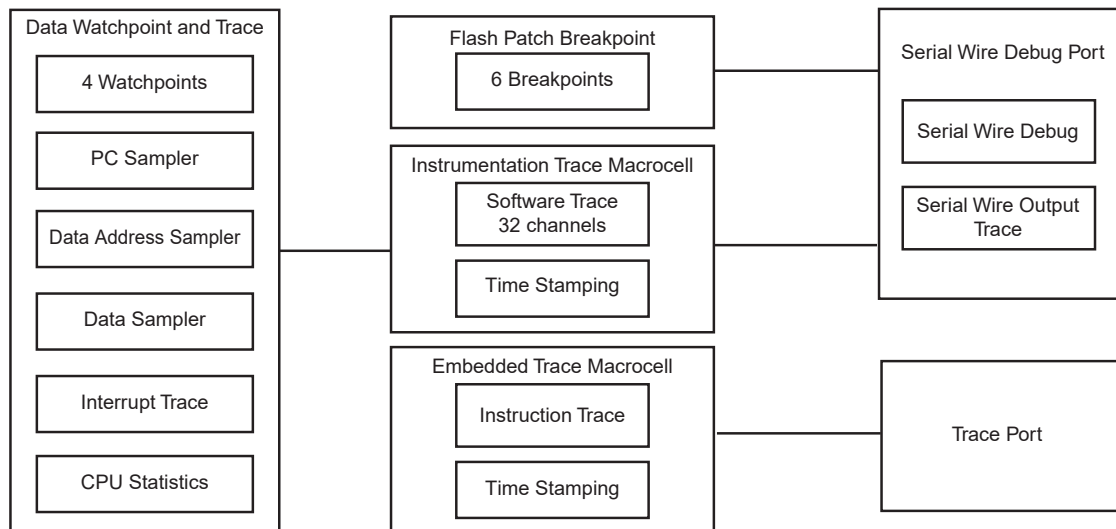 Data Watchpoint and Trace
4 Watchpoints
PC Sampler
Data Address Sampler
Data Sampler
Interrupt Trace
CPU Statistics
Flash Patch Breakpoint
6 Breakpoints
Instrumentation Trace Macrocell
Software Trace
32 channels
Time Stamping
Embedded Trace Macrocell
Instruction Trace
Time Stamping
Serial Wire Debug Port
Serial Wire Debug
Serial Wire Output
Trace
Trace Port